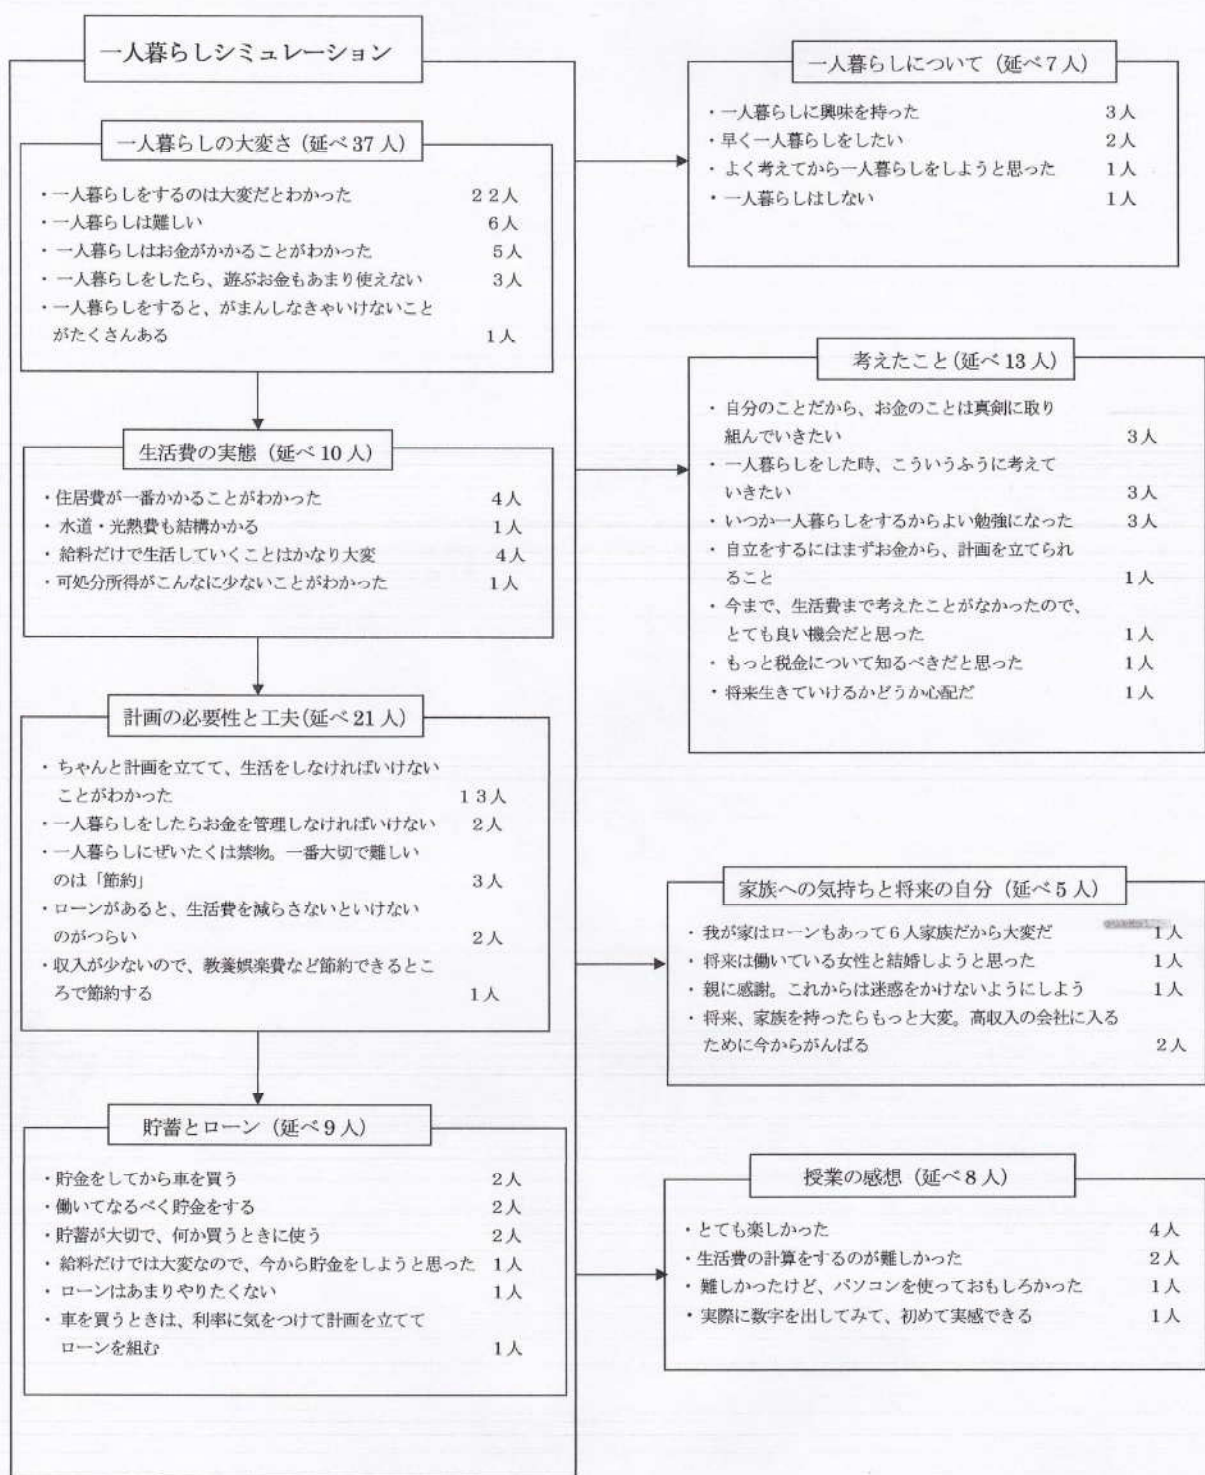 一人暮らしシミュレーション
一人暮らしの大変さ（延べ 37 人）
・一人暮らしをするのは大変だとわかった　２２人
・一人暮らしは難しい　６人
・一人暮らしはお金がかかることがわかった　５人
・一人暮らしをしたら、遊ぶお金もあまり使えない　３人
・一人暮らしをすると、がまんしなきゃいけないこと
がたくさんある　１人
生活費の実態（延べ 10 人）
・住居費が一番かかることがわかった　４人
・水道・光熱費も結構かかる　１人
・給料だけで生活していくことはかなり大変　４人
・可処分所得がこんなに少ないことがわかった　１人
計画の必要性と工夫（延べ 21 人）
・ちゃんと計画を立てて、生活をしなければいけない
ことがわかった　１３人
・一人暮らしをしたらお金を管理しなければいけない　２人
・一人暮らしにぜいたくは禁物。一番大切で難しい
のは「節約」　３人
・ローンがあると、生活費を減らさないといけない
のがつらい　２人
・収入が少ないので、教養娯楽費など節約できるとこ
ろで節約する　１人
貯蓄とローン（延べ 9 人）
・貯金をしてから車を買う　２人
・働いてなるべく貯金をする　２人
・貯蓄が大切で、何か買うときに使う　２人
・給料だけでは大変なので、今から貯金をしようと思った　１人
・ローンはあまりやりたくない　１人
・車を買うときは、利率に気をつけて計画を立てて
ローンを組む　１人
一人暮らしについて（延べ 7 人）
・一人暮らしに興味を持った　３人
・早く一人暮らしをしたい　２人
・よく考えてから一人暮らしをしようと思った　１人
・一人暮らしはしない　１人
考えたこと（延べ 13 人）
・自分のことだから、お金のことは真剣に取り
組んでいきたい　３人
・一人暮らしをした時、こういうふうに考えて
いきたい　３人
・いつか一人暮らしをするからよい勉強になった　３人
・自立をするにはまずお金から、計画を立てられ
ること　１人
・今まで、生活費まで考えたことがなかったので、
とても良い機会だと思った　１人
・もっと税金について知るべきだと思った　１人
・将来生きていけるかどうか心配だ　１人
家族への気持ちと将来の自分（延べ 5 人）
・我が家はローンもあって６人家族だから大変だ　１人
・将来は働いている女性と結婚しようと思った　１人
・親に感謝。これからは迷惑をかけないようにしよう　１人
・将来、家族を持ったらもっと大変。高収入の会社に入る
ために今からがんばる　２人
授業の感想（延べ 8 人）
・とても楽しかった　４人
・生活費の計算をするのが難しかった　２人
・難しかったけど、パソコンを使っておもしろかった　１人
・実際に数字を出してみて、初めて実感できる　１人